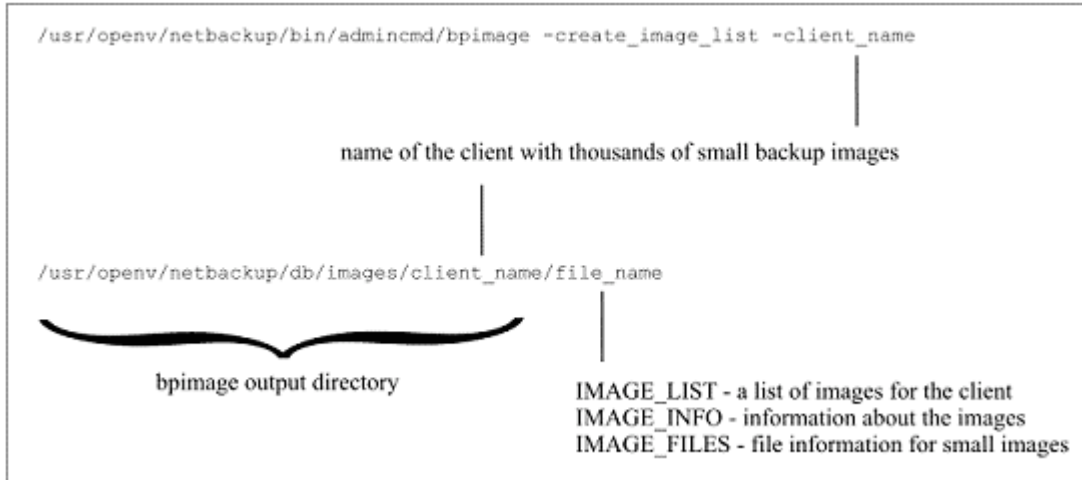 /usr/openv/netbackup/bin/admincmd/bpimage -create_image_list -client_name
name of the client with thousands of small backup images
/usr/openv/netbackup/db/images/client_name/file_name
bpimage output directory
IMAGE_LIST - a list of images for the client
IMAGE_INFO - information about the images
IMAGE_FILES - file information for small images